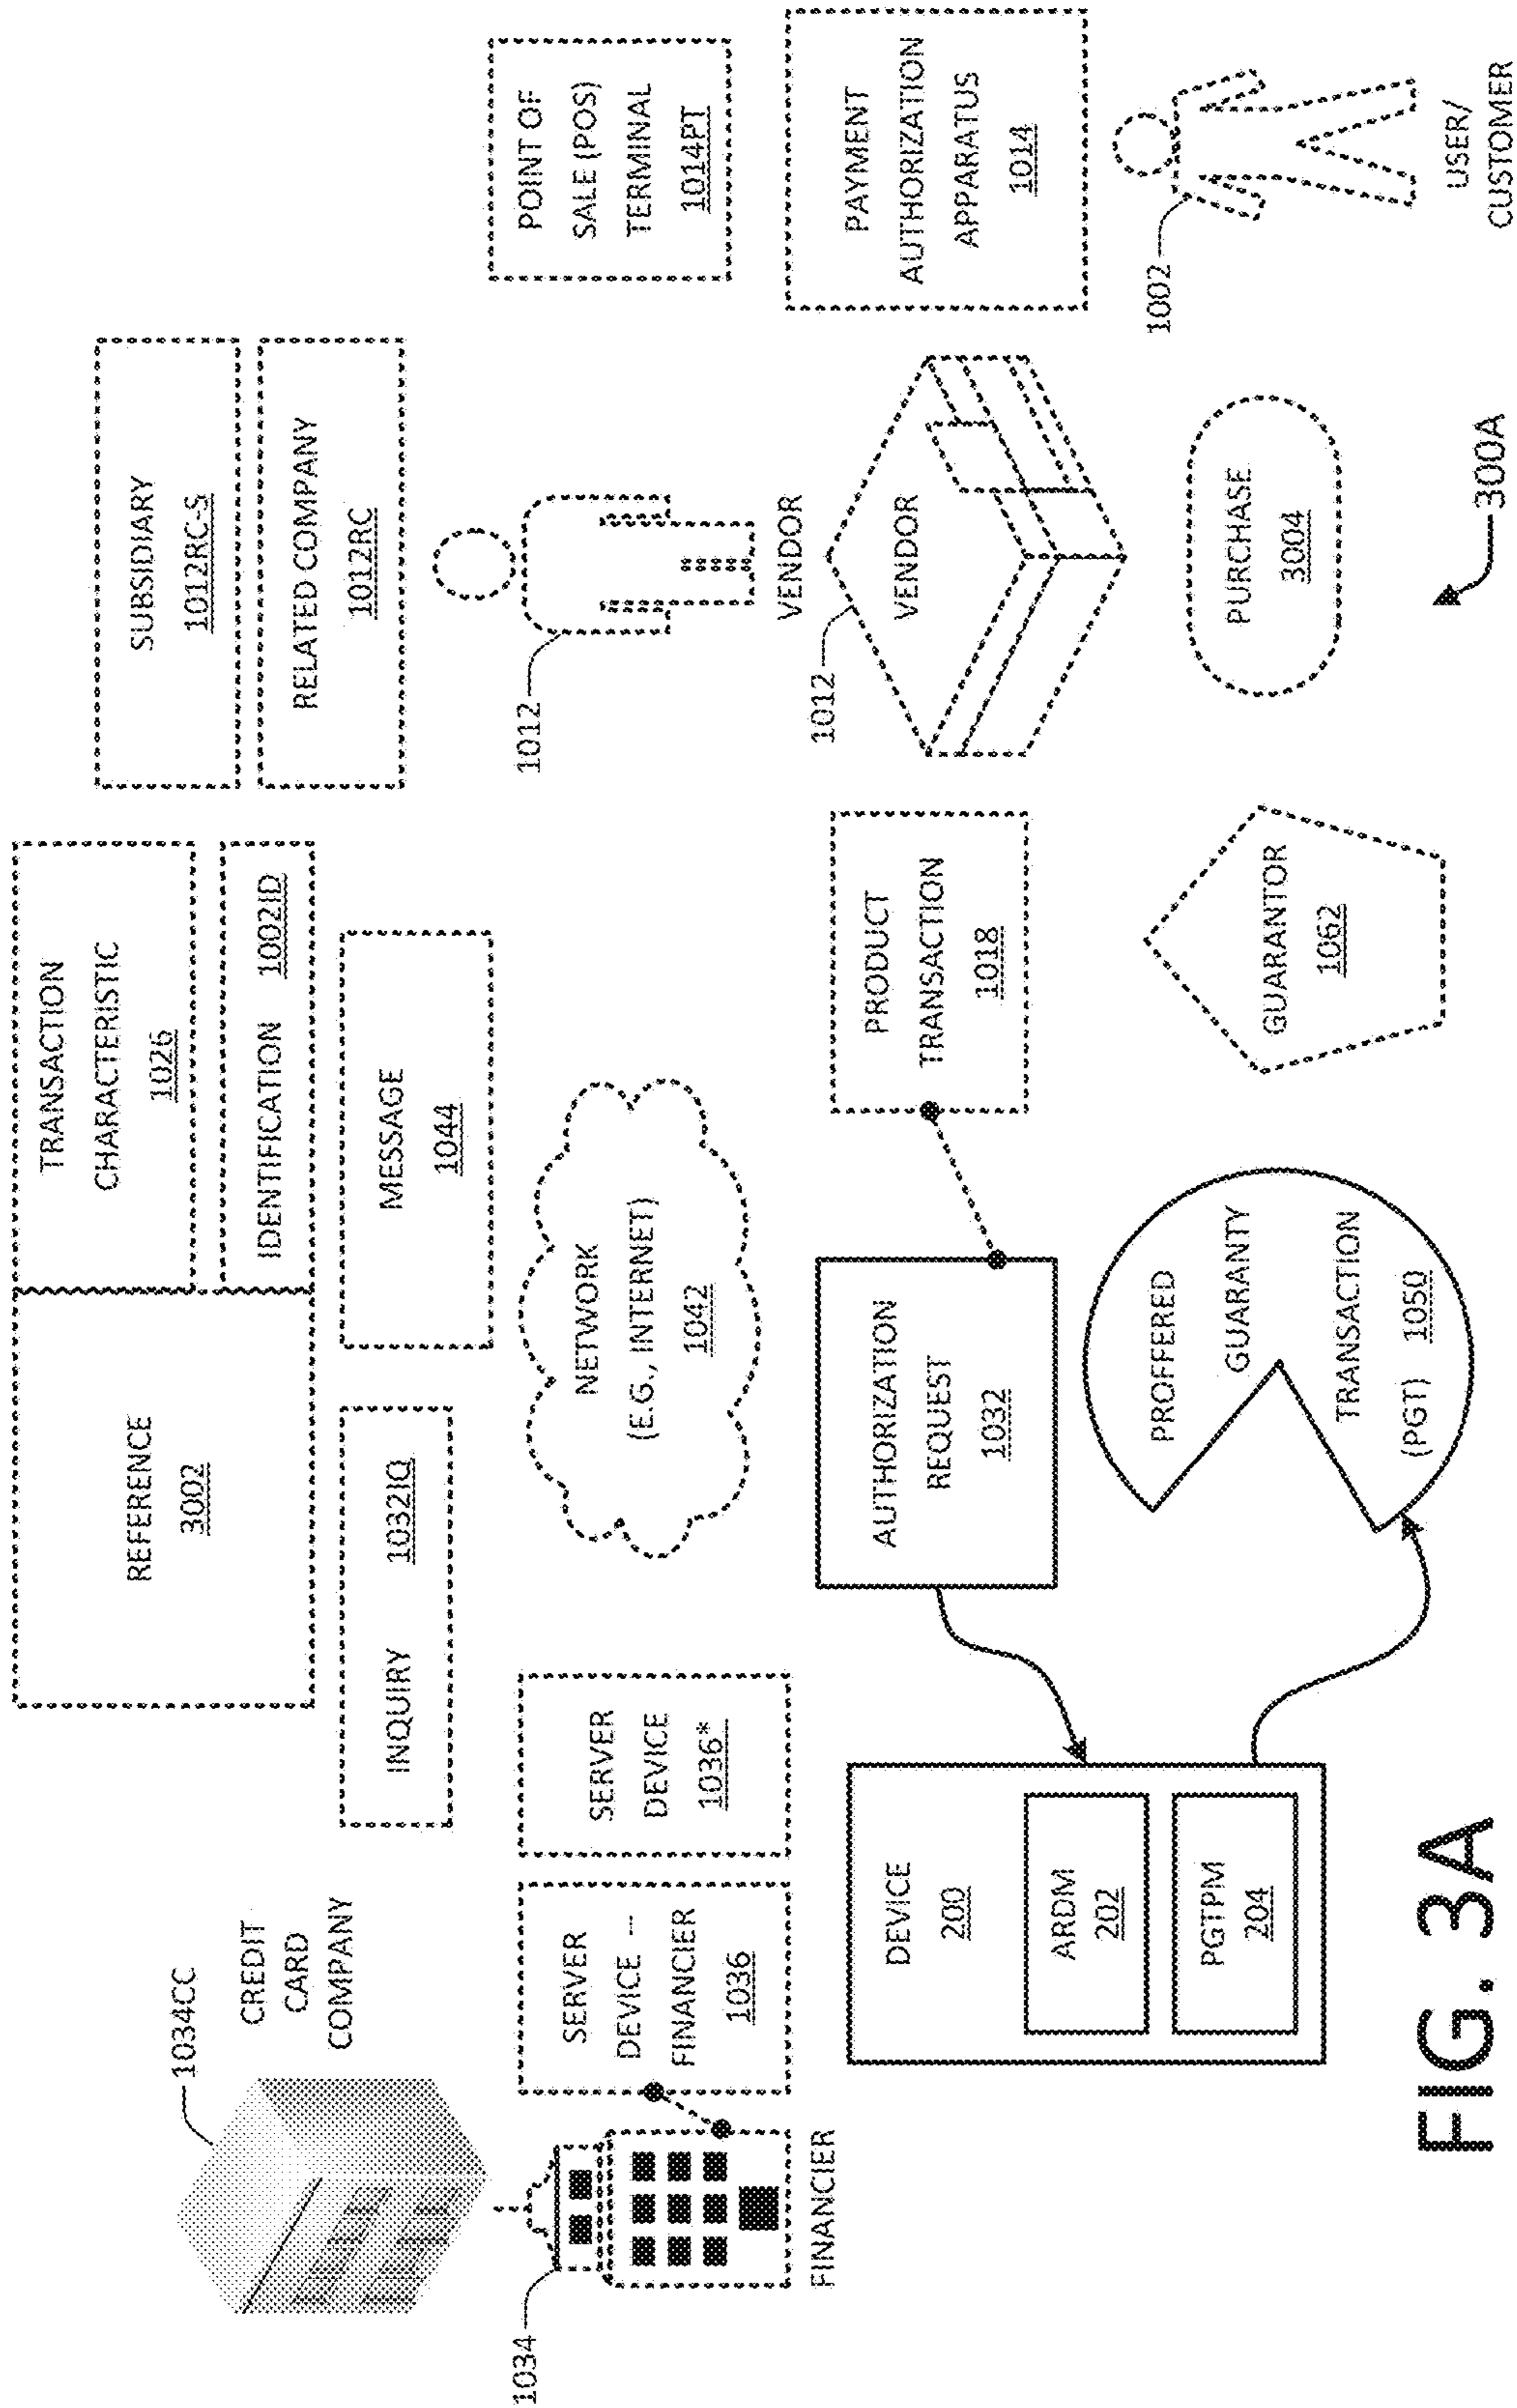 1034CC
CREDIT
CARD
COMPANY
REFERENCE
3002
TRANSACTION
CHARACTERISTIC
1026
IDENTIFICATION 1002ID
SUBSIDIARY
1012RC-S
RELATED COMPANY
1012RC
INQUIRY 1032IQ
MESSAGE
1044
1034
FINANCIER
SERVER
DEVICE –
FINANCIER
1036
SERVER
DEVICE
1036*
NETWORK
(E.G., INTERNET)
1042
1012
VENDOR
POINT OF
SALE (POS)
TERMINAL
1014PT
DEVICE
200
ARDM
202
PGTPM
204
AUTHORIZATION
REQUEST
1032
PRODUCT
TRANSACTION
1018
1012
VENDOR
PAYMENT
AUTHORIZATION
APPARATUS
1014
PROFFERED
GUARANTY
TRANSACTION
(PGT) 1050
GUARANTOR
1062
PURCHASE
3004
1002
USER/
CUSTOMER
300A
FIG. 3A